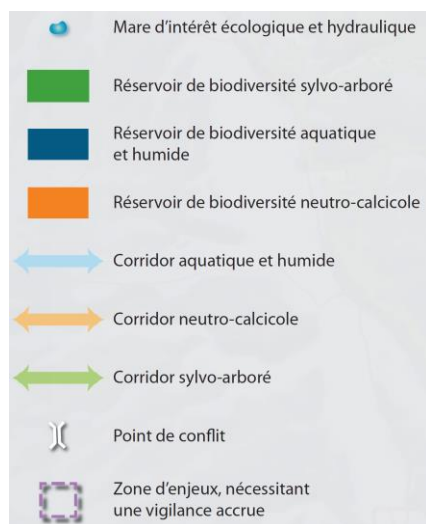 Mare d'intérêt écologique et hydraulique
Réservoir de biodiversité sylvo-arboré
Réservoir de biodiversité aquatique
et humide
Réservoir de biodiversité neutro-calcicole
Corridor aquatique et humide
Corridor neutro-calcicole
Corridor sylvo-arboré
Point de conflit
Zone d'enjeux, nécessitant
une vigilance accrue